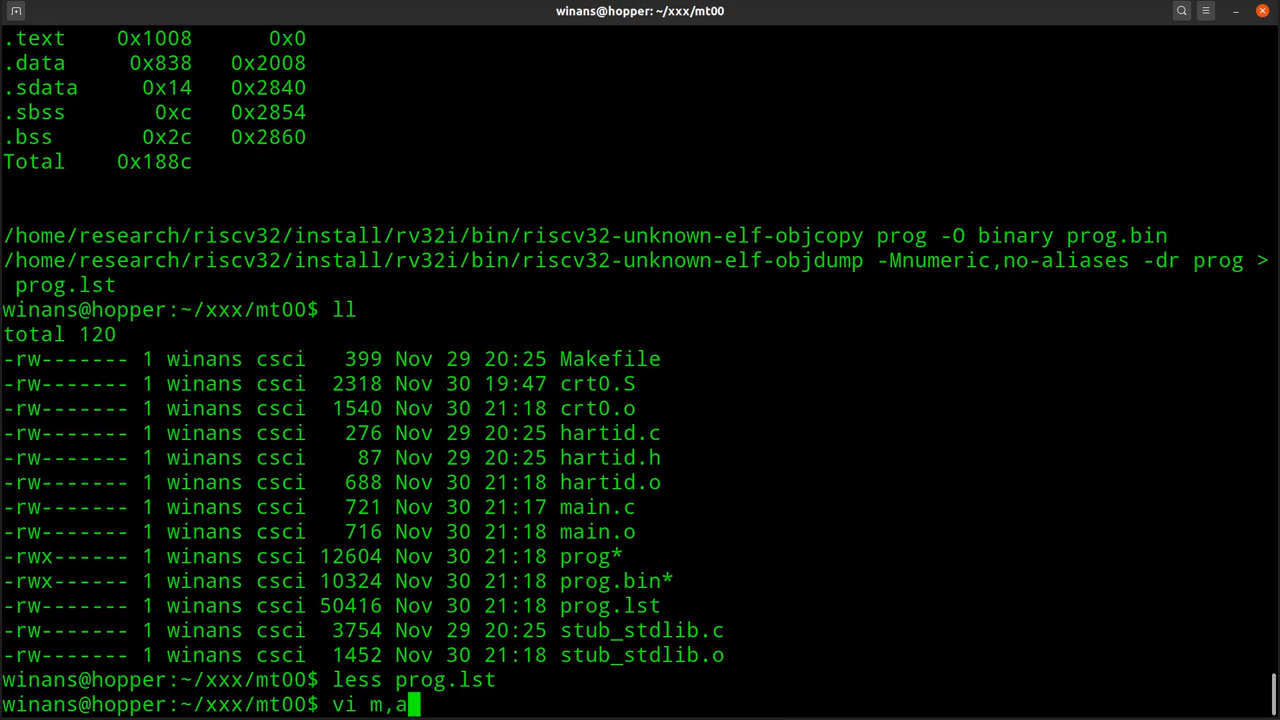 winans@hopper: ~/xxx/mt00
.text    0x1008      0x0
.data     0x838   0x2008
.sdata     0x14   0x2840
.sbss       0xc   0x2854
.bss       0x2c   0x2860
Total    0x188c
/home/research/riscv32/install/rv32i/bin/riscv32-unknown-elf-objcopy prog -O binary prog.bin
/home/research/riscv32/install/rv32i/bin/riscv32-unknown-elf-objdump -Mnumeric,no-aliases -dr prog >
 prog.lst
winans@hopper:~/xxx/mt00$ ll
total 120
-rw------- 1 winans csci   399 Nov 29 20:25 Makefile
-rw------- 1 winans csci  2318 Nov 30 19:47 crt0.S
-rw------- 1 winans csci  1540 Nov 30 21:18 crt0.o
-rw------- 1 winans csci   276 Nov 29 20:25 hartid.c
-rw------- 1 winans csci    87 Nov 29 20:25 hartid.h
-rw------- 1 winans csci   688 Nov 30 21:18 hartid.o
-rw------- 1 winans csci   721 Nov 30 21:17 main.c
-rw------- 1 winans csci   716 Nov 30 21:18 main.o
-rwx------ 1 winans csci 12604 Nov 30 21:18 prog*
-rwx------ 1 winans csci 10324 Nov 30 21:18 prog.bin*
-rw------- 1 winans csci 50416 Nov 30 21:18 prog.lst
-rw------- 1 winans csci  3754 Nov 29 20:25 stub_stdlib.c
-rw------- 1 winans csci  1452 Nov 30 21:18 stub_stdlib.o
winans@hopper:~/xxx/mt00$ less prog.lst
winans@hopper:~/xxx/mt00$ vi m,a